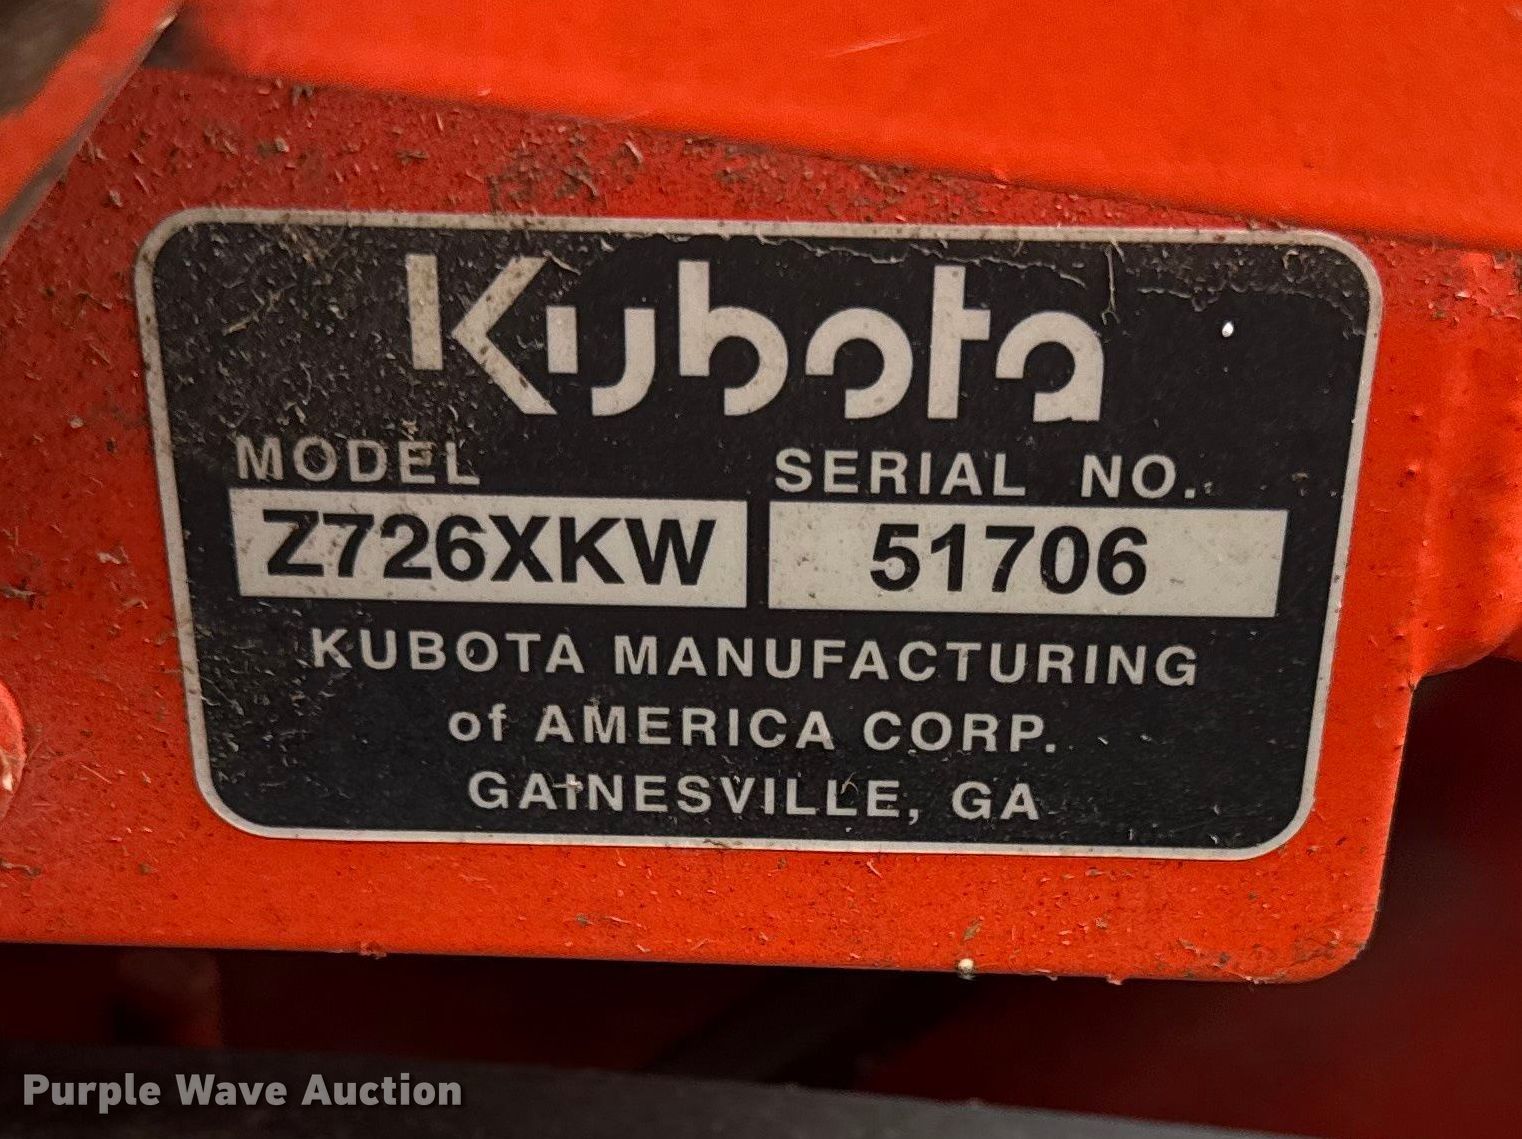 Kubota
MODEL SERIAL NO.
Z726XKW 51706
KUBOTA MANUFACTURING
of AMERICA CORP.
GAINESVILLE, GA
Purple Wave Auction